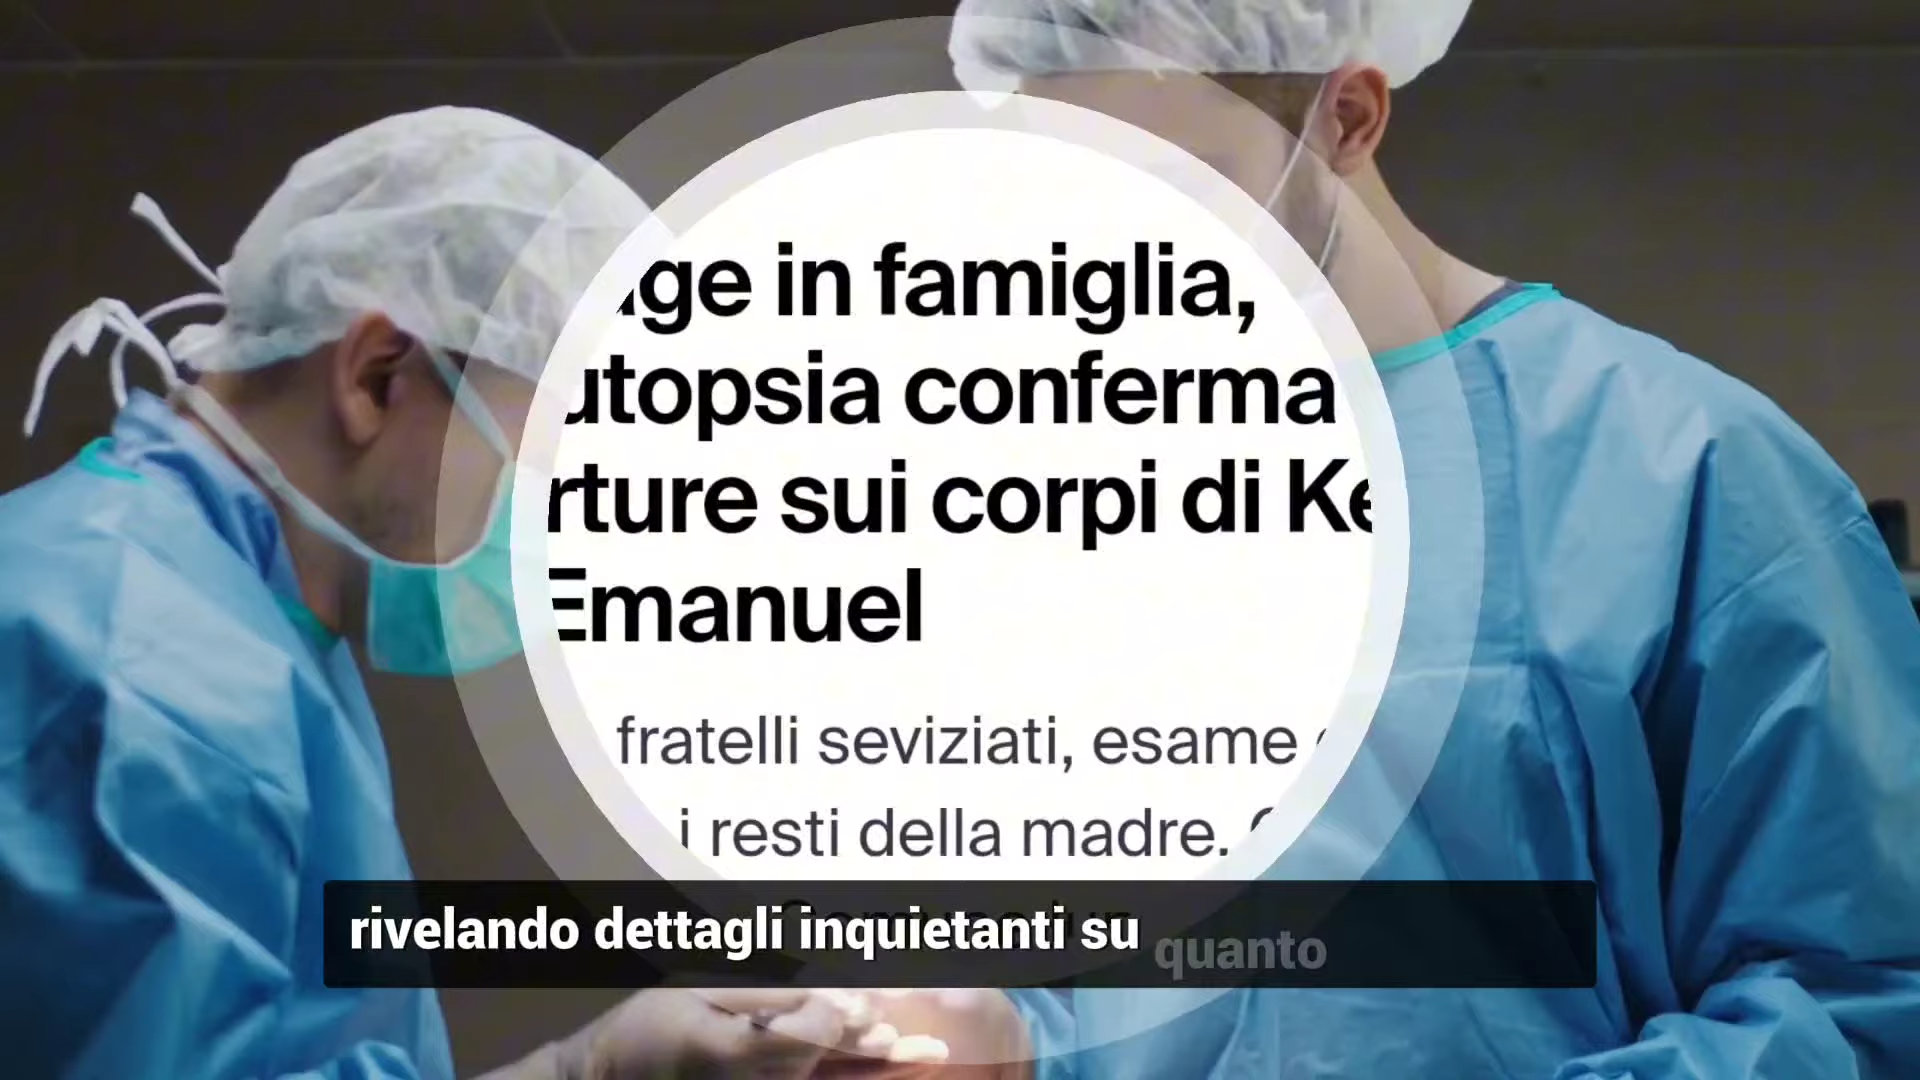 age in famiglia,
utopsia conferma
rture sui corpi di Ke
Emanuel
fratelli seviziati, esame
i resti della madre.
rivelando dettagli inquietanti su quanto